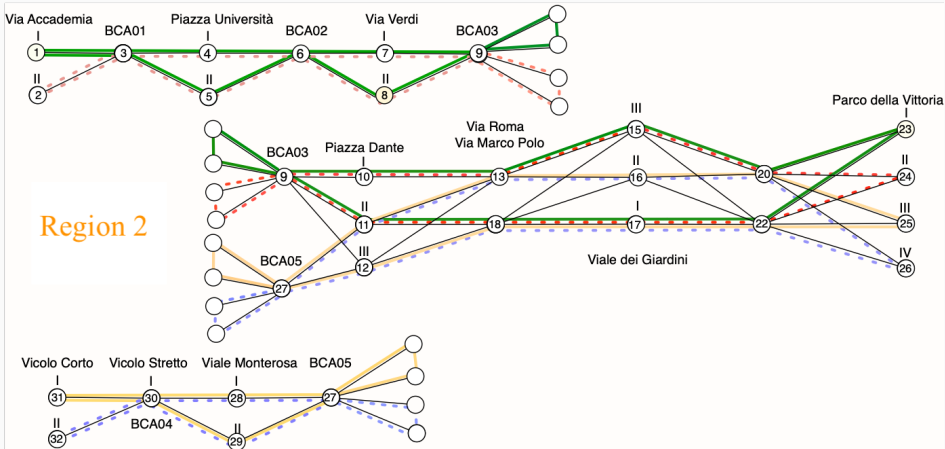 Via Accademia
I
BCA01
Piazza Università
I
BCA02
Via Verdi
I
BCA03
1
3
4
6
7
9
II
2
II
5
II
8
Parco della Vittoria
I
23
III
15
Via Roma
Via Marco Polo
Piazza Dante
I
BCA03
9
10
13
II
16
20
II
24
Region 2
II
11
18
I
17
22
III
25
BCA05
27
III
12
Viale dei Giardini
IV
26
Vicolo Corto
I
Vicolo Stretto
I
Viale Monterosa
I
BCA05
31
30
28
27
II
32
BCA04
II
29